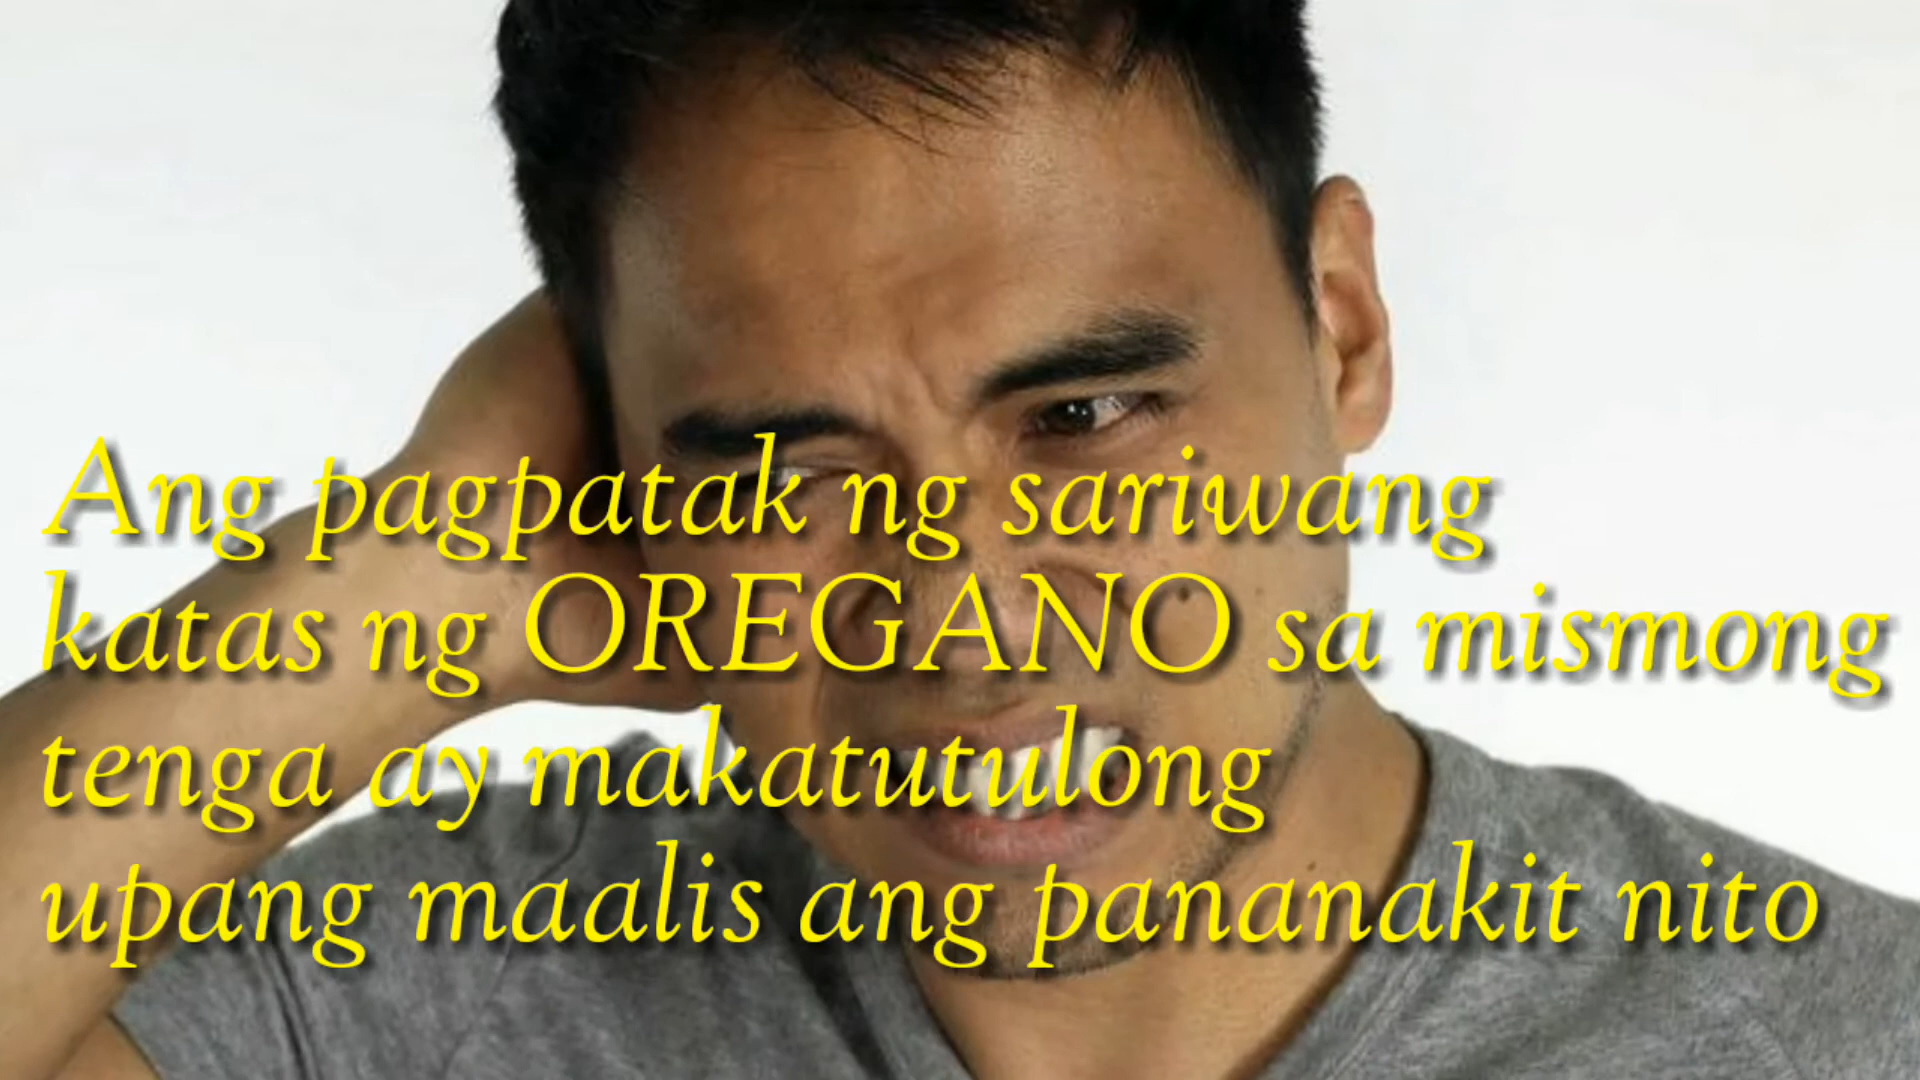 Ang pagpatak ng sariwang
katas ng OREGANO sa mismong
tenga ay makatutulong
upang maalis ang pananakit nito